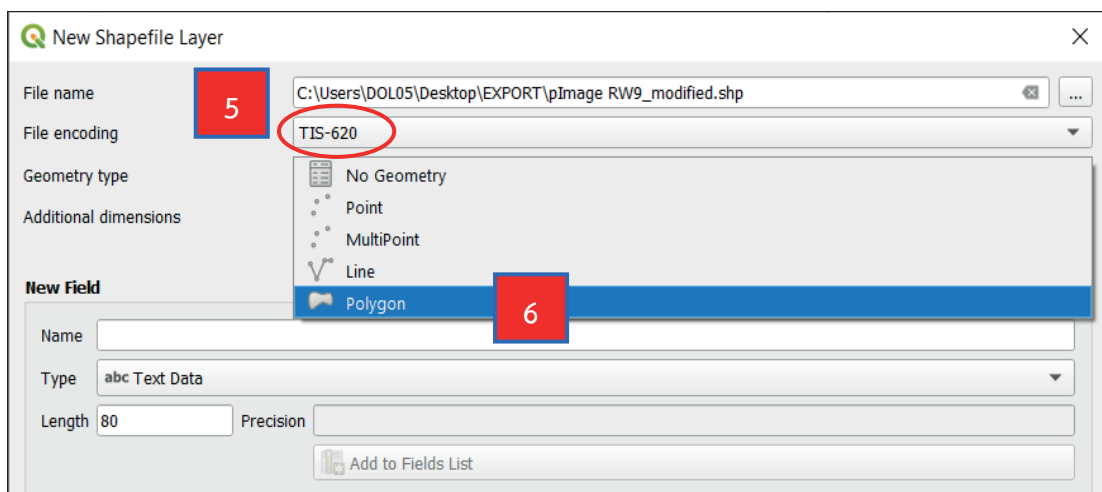 New Shapefile Layer
File name C:\Users\DOL05\Desktop\EXPORT\pImage RW9_modified.shp ...
5
File encoding TIS-620
Geometry type No Geometry
Point
Additional dimensions
MultiPoint
Line
New Field
Polygon
6
Name
Type abc Text Data
Length 80 Precision
Add to Fields List